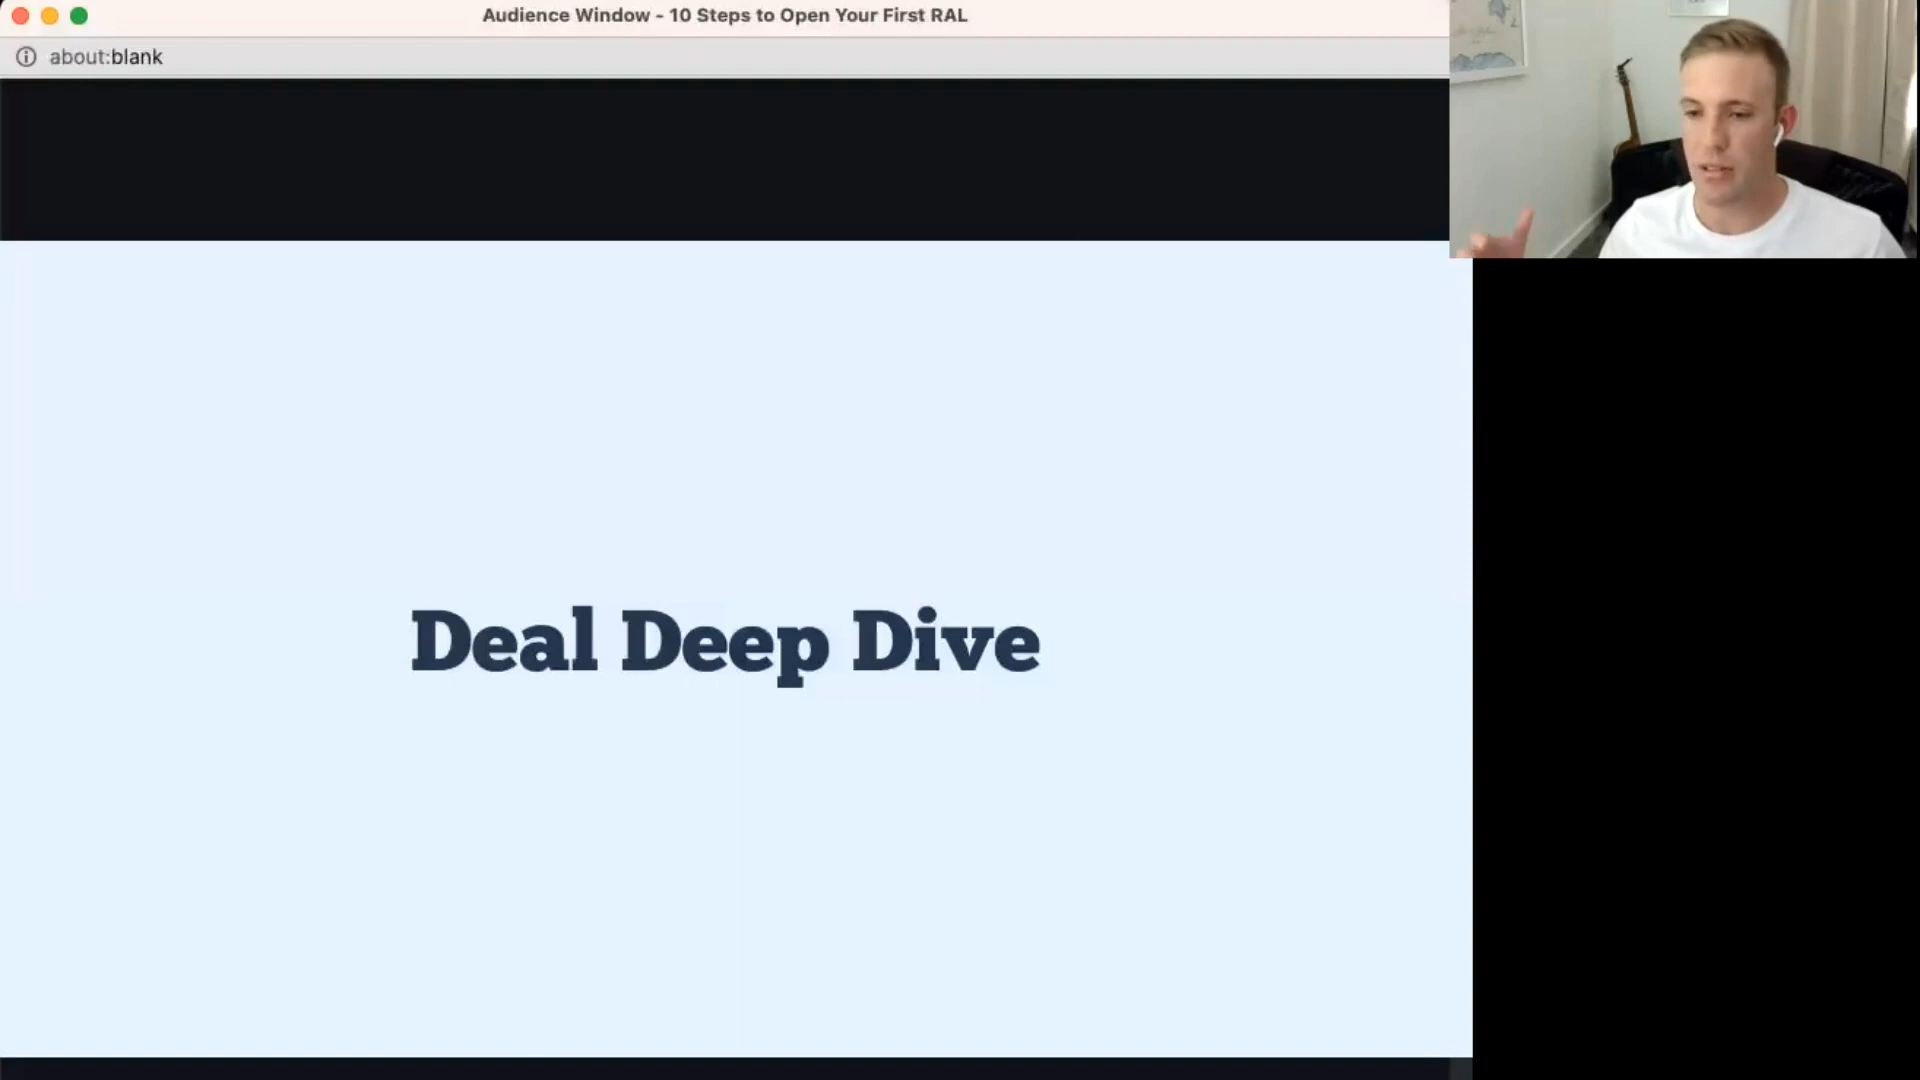 Audience Window - 10 Steps to Open Your First RAL
about:blank
Deal Deep Dive